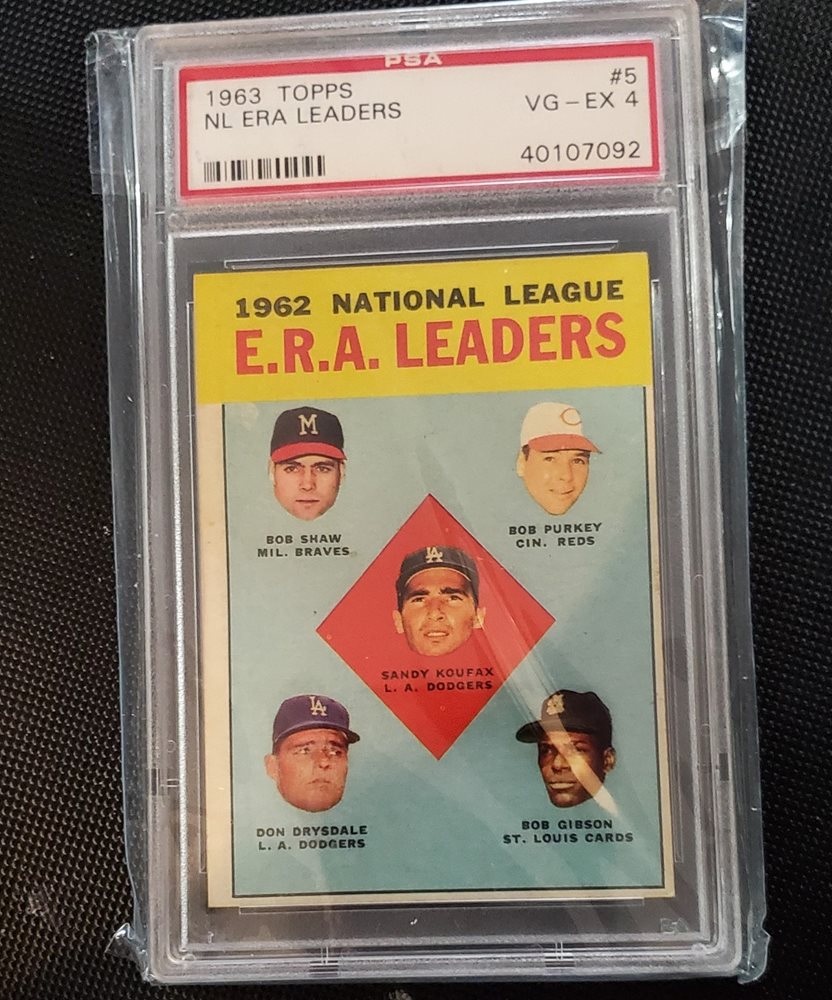 PSA
1963 TOPPS #5
NL ERA LEADERS VG-EX 4
40107092
1962 NATIONAL LEAGUE
E.R.A. LEADERS
M
C
BOB SHAW
MIL. BRAVES
BOB PURKEY
CIN. REDS
LA
SANDY KOUFAX
L. A. DODGERS
LA
DON DRYSDALE
L. A. DODGERS
BOB GIBSON
ST. LOUIS CARDS